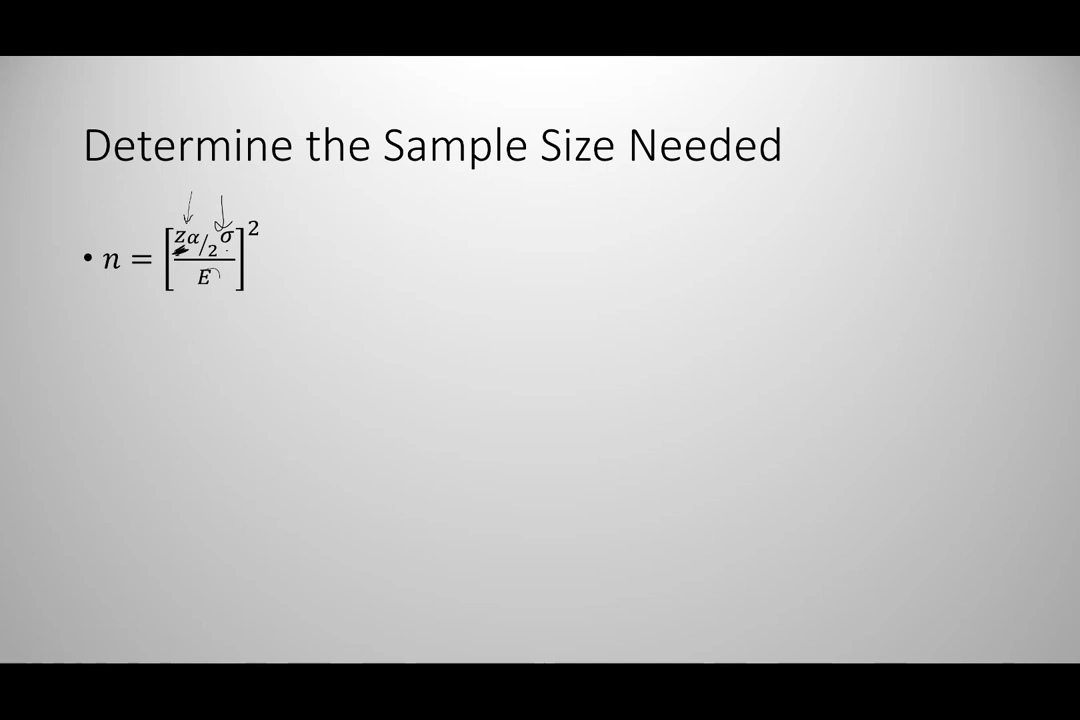 Determine the Sample Size Needed
• n = [zα/2 σ / E]²